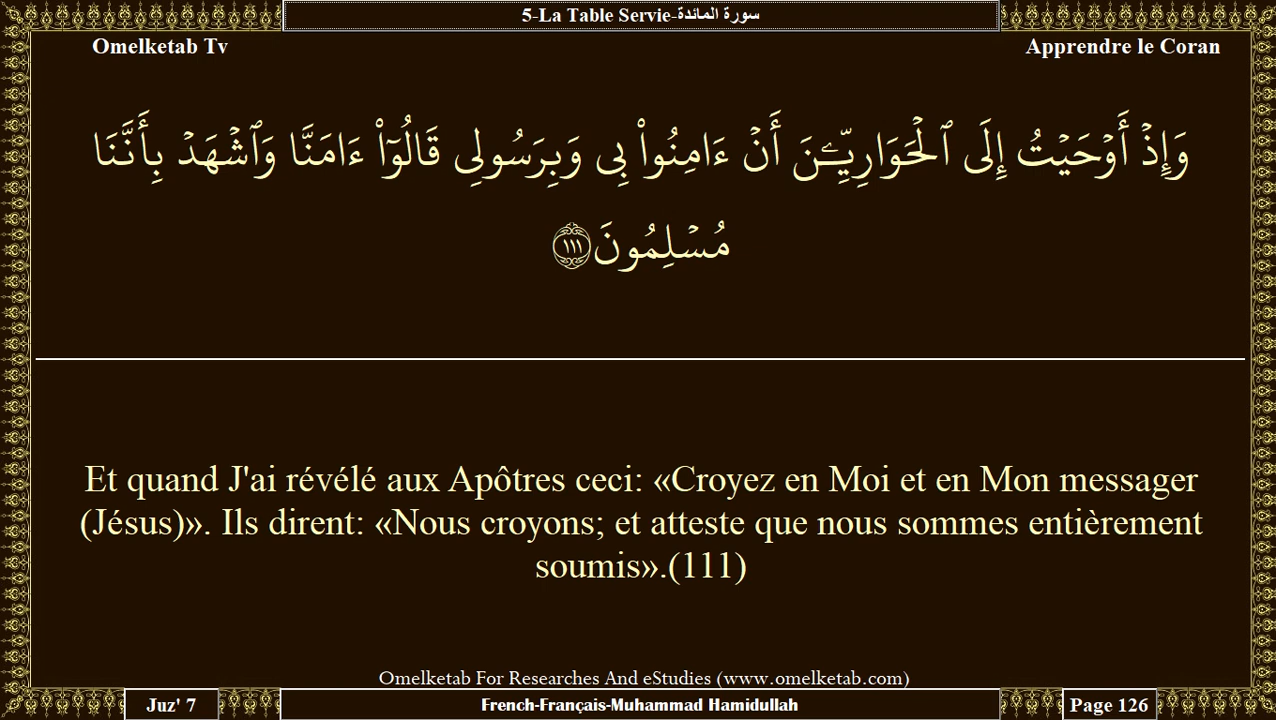 5-La Table Servie-سورة المائدة
Omelketab Tv
Apprendre le Coran
وَإِذۡ أَوۡحَيۡتُ إِلَى ٱلۡحَوَارِيِّـۧنَ أَنۡ ءَامِنُواْ بِي وَبِرَسُولِي قَالُوٓاْ ءَامَنَّا وَٱشۡهَدۡ بِأَنَّنَا
مُسۡلِمُونَ ١١١
Et quand J'ai révélé aux Apôtres ceci: «Croyez en Moi et en Mon messager
(Jésus)». Ils dirent: «Nous croyons; et atteste que nous sommes entièrement
soumis».(111)
Omelketab For Researches And eStudies (www.omelketab.com)
Juz' 7
French-Français-Muhammad Hamidullah
Page 126